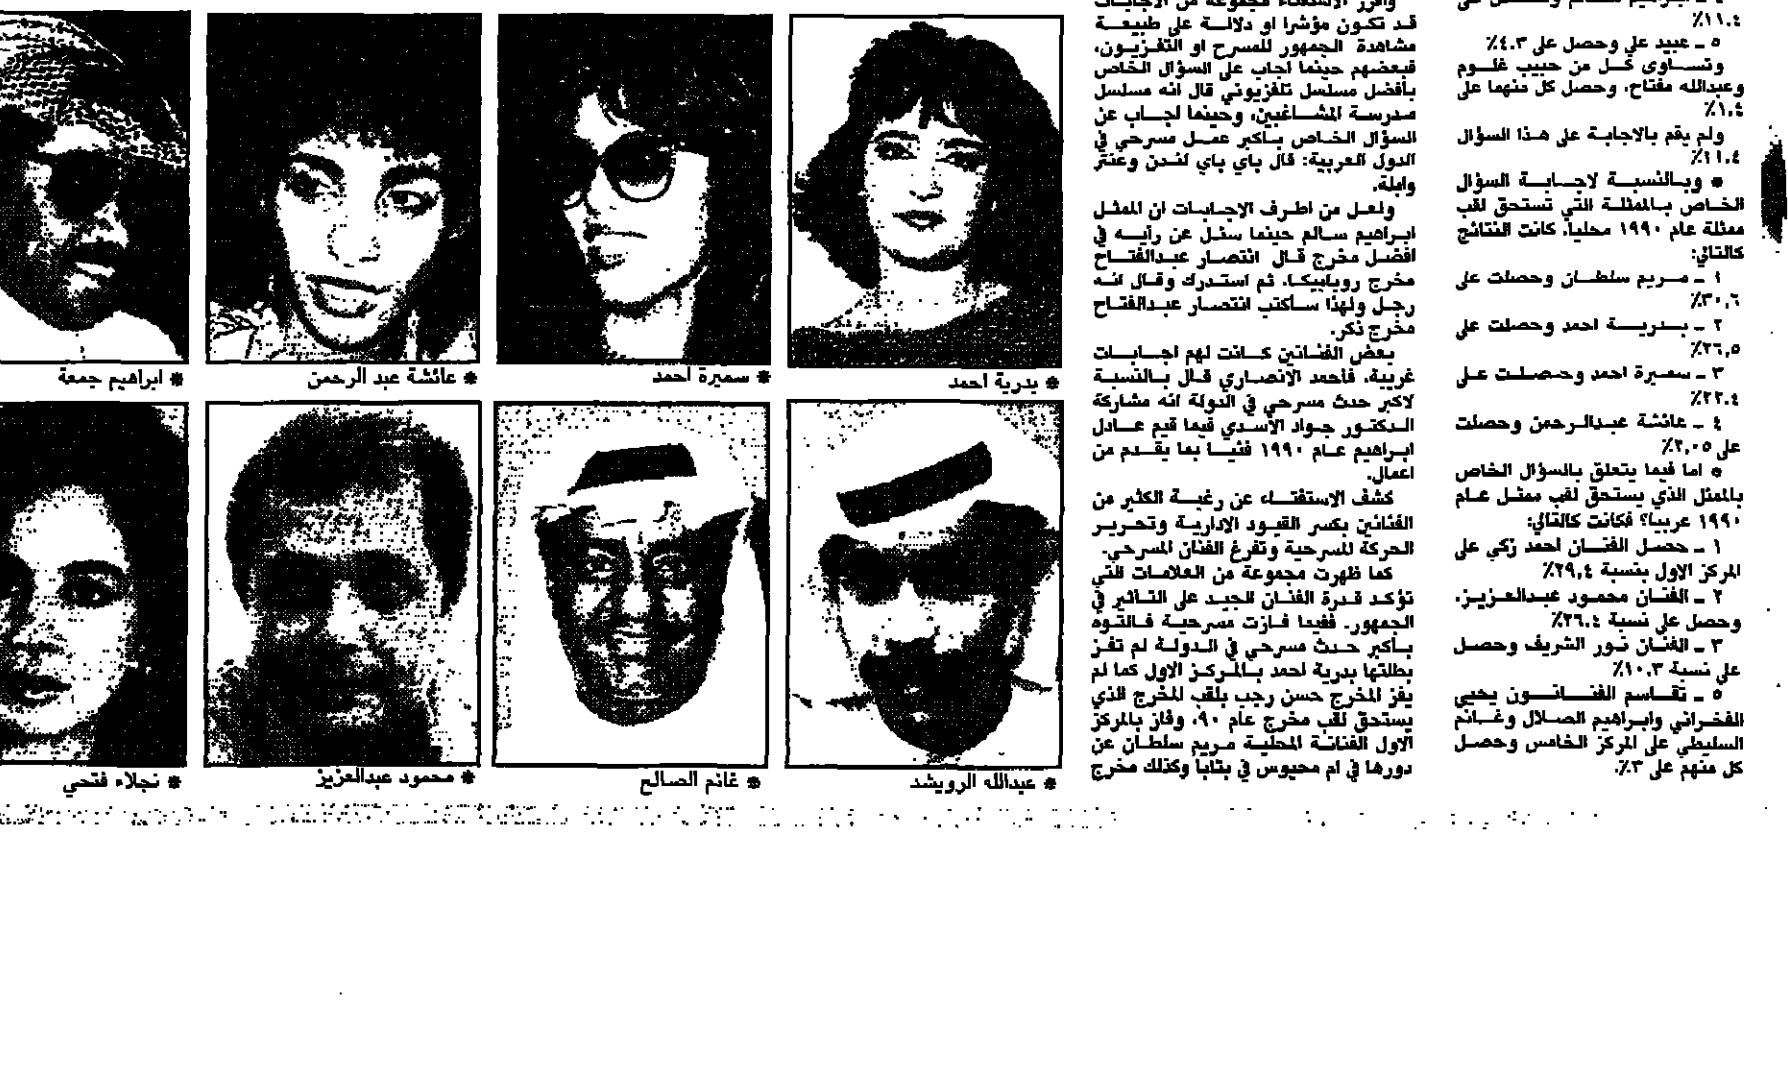 ٪١١.٤
٥ ـ عبيد علي وحصل على ٤.٣٪
وتساوى كل من حبيب غلوم
وعبدالله مفتاح، وحصل كل منهما على
٪١.٤
ولم يقم بالاجابة على هذا السؤال
٪١١.٤
* وبالنسبة لاجابة السؤال
الخاص بالممثلة التي تستحق لقب
ممثلة عام ١٩٩٠ محليا، كانت النتائج
كالتالي:
١ ـ مريم سلطان وحصلت على
٪٣٠,٦
٢ ـ بدرية احمد وحصلت على
٪٢٦,٥
٣ ـ سميرة احمد وحصلت على
٪٢٢.٤
٤ ـ عائشة عبدالرحمن وحصلت
على ٢,٠٥٪
* اما فيما يتعلق بالسؤال الخاص
بالممثل الذي يستحق لقب ممثل عام
١٩٩٠ عربيا؟ فكانت كالتالي:
١ ـ حصل الفنان احمد زكي على
المركز الاول بنسبة ٢٩,٤٪
٢ ـ الفنان محمود عبدالعزيز،
وحصل على نسبة ٢٦.٤٪
٣ ـ الفنان نور الشريف وحصل
على نسبة ١٠.٣٪
٥ ـ تقاسم الفنانون يحيى
الفخراني وابراهيم الصلال وغانم
السليطي على المركز الخامس وحصل
كل منهم على ٣٪.
وافرز الاستفتاء مجموعة من الاجابات
قد تكون مؤشرا او دلالة على طبيعة
مشاهدة الجمهور للمسرح او التفزيون،
فبعضهم حينما اجاب على السؤال الخاص
بأفضل مسلسل تلفزيوني قال انه مسلسل
مدرسة المشاغبين، وحينما اجاب عن
السؤال الخاص باكبر عمل مسرحي في
الدول العربية: قال باي باي لندن وعنتر
وابلة.
ولعل من اطرف الاجابات ان الممثل
ابراهيم سالم حينما سئل عن رأيه في
افضل مخرج قال انتصار عبدالفتاح
مخرج روبابيكا، ثم استدرك وقال انه
رجل ولهذا سأكتب انتصار عبدالفتاح
مخرج ذكر.
بعض الفنانين كانت لهم اجابات
غريبة، فأحمد الانصاري قال بالنسبة
لاكبر حدث مسرحي في الدولة انه مشاركة
الدكتور جواد الاسدي فيما قيم عادل
ابراهيم عام ١٩٩٠ فنيا بما يقدم من
اعمال.
كشف الاستفتاء عن رغبة الكثير من
الفنانين بكسر القيود الادارية وتحرير
الحركة المسرحية وتفرغ الفنان المسرحي.
كما ظهرت مجموعة من العلامات التي
تؤكد قدرة الفنان الجيد على التأثير في
الجمهور. ففيما فازت مسرحية فالتوه
بأكبر حدث مسرحي في الدولة لم تفز
بطلتها بدرية احمد بالمركز الاول كما لم
يفز المخرج حسن رجب بلقب المخرج الذي
يستحق لقب مخرج عام ٩٠، وفاز بالمركز
الاول الفنانة المحلية مريم سلطان عن
دورها في ام محيوس في بتابا وكذلك مخرج
* بدرية احمد
* سميرة احمد
* عائشة عبد الرحمن
* ابراهيم جمعة
* عبدالله الرويشد
* غانم الصالح
* محمود عبدالعزيز
* نجلاء فتحي